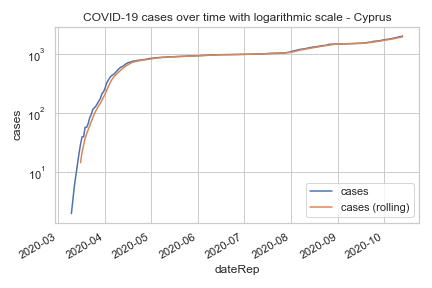 COVID-19 cases over time with logarithmic scale - Cyprus
cases
10³
10²
10¹
cases
cases (rolling)
2020-03
2020-04
2020-05
2020-06
2020-07
2020-08
2020-09
2020-10
dateRep